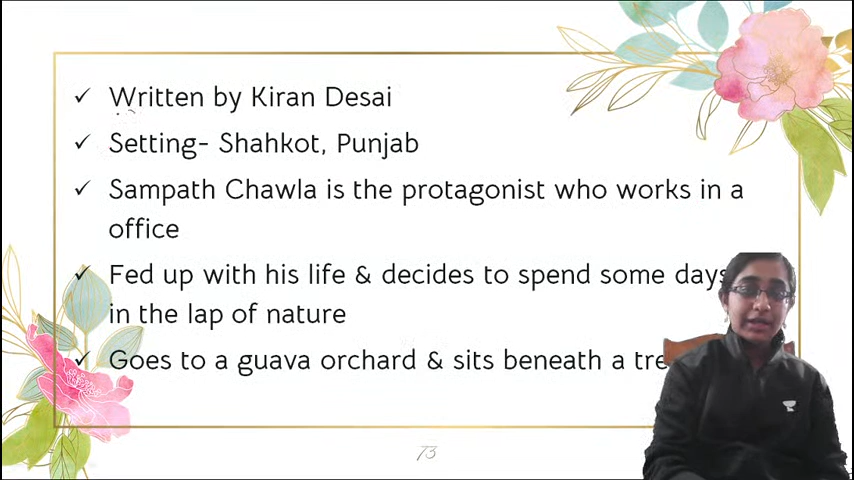 ✓ Written by Kiran Desai
✓ Setting- Shahkot, Punjab
✓ Sampath Chawla is the protagonist who works in a
office
✓ Fed up with his life & decides to spend some days
in the lap of nature
✓ Goes to a guava orchard & sits beneath a
73